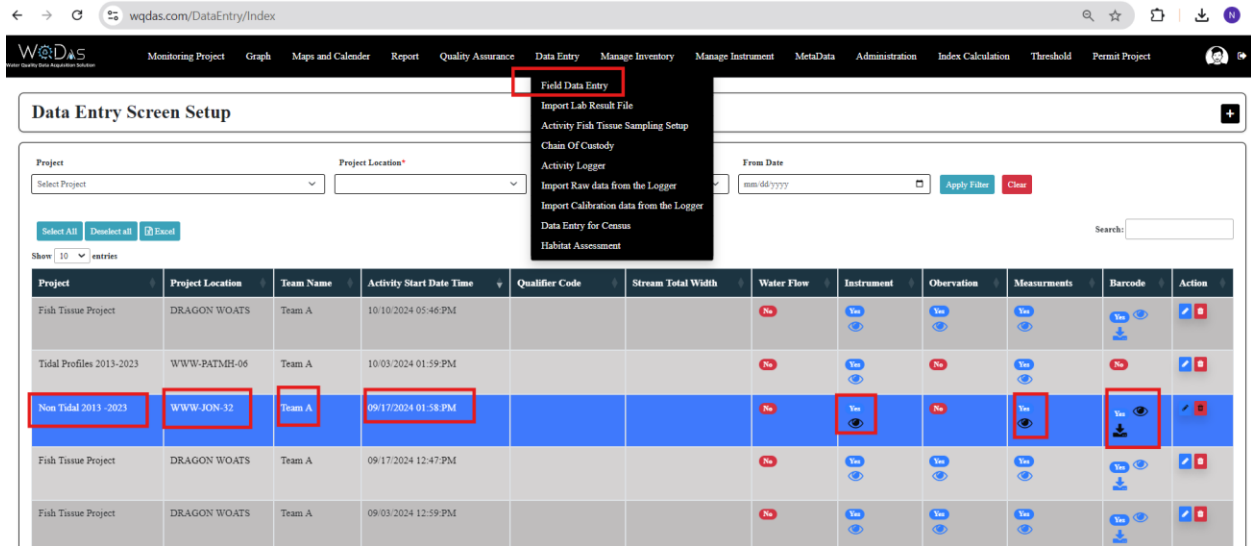 wqdas.com/DataEntry/Index
N
WQDAS
Water Quality Data Acquisition Solution
Monitoring Project Graph Maps and Calender Report Quality Assurance Data Entry Manage Inventory Manage Instrument MetaData Administration Index Calculation Threshold Permit Project
Field Data Entry
Import Lab Result File
Activity Fish Tissue Sampling Setup
Chain Of Custody
Activity Logger
Import Raw data from the Logger
Import Calibration data from the Logger
Data Entry for Census
Habitat Assessment
Data Entry Screen Setup
+
Project Project Location* From Date
Select Project mm/dd/yyyy Apply Filter Clear
Select All Deselect all Excel Search:
Show 10 entries
Project Project Location Team Name Activity Start Date Time Qualifier Code Stream Total Width Water Flow Instrument Obervation Measurments Barcode Action
Fish Tissue Project DRAGON WOATS Team A 10/10/2024 05:46:PM No Yes Yes Yes Yes
Tidal Profiles 2013-2023 WWW-PATMH-06 Team A 10/03/2024 01:59:PM No Yes No Yes No
Non Tidal 2013 -2023 WWW-JON-32 Team A 09/17/2024 01:58:PM No Yes No Yes Yes
Fish Tissue Project DRAGON WOATS Team A 09/17/2024 12:47:PM No Yes Yes Yes Yes
Fish Tissue Project DRAGON WOATS Team A 09/03/2024 12:59:PM No Yes Yes Yes Yes